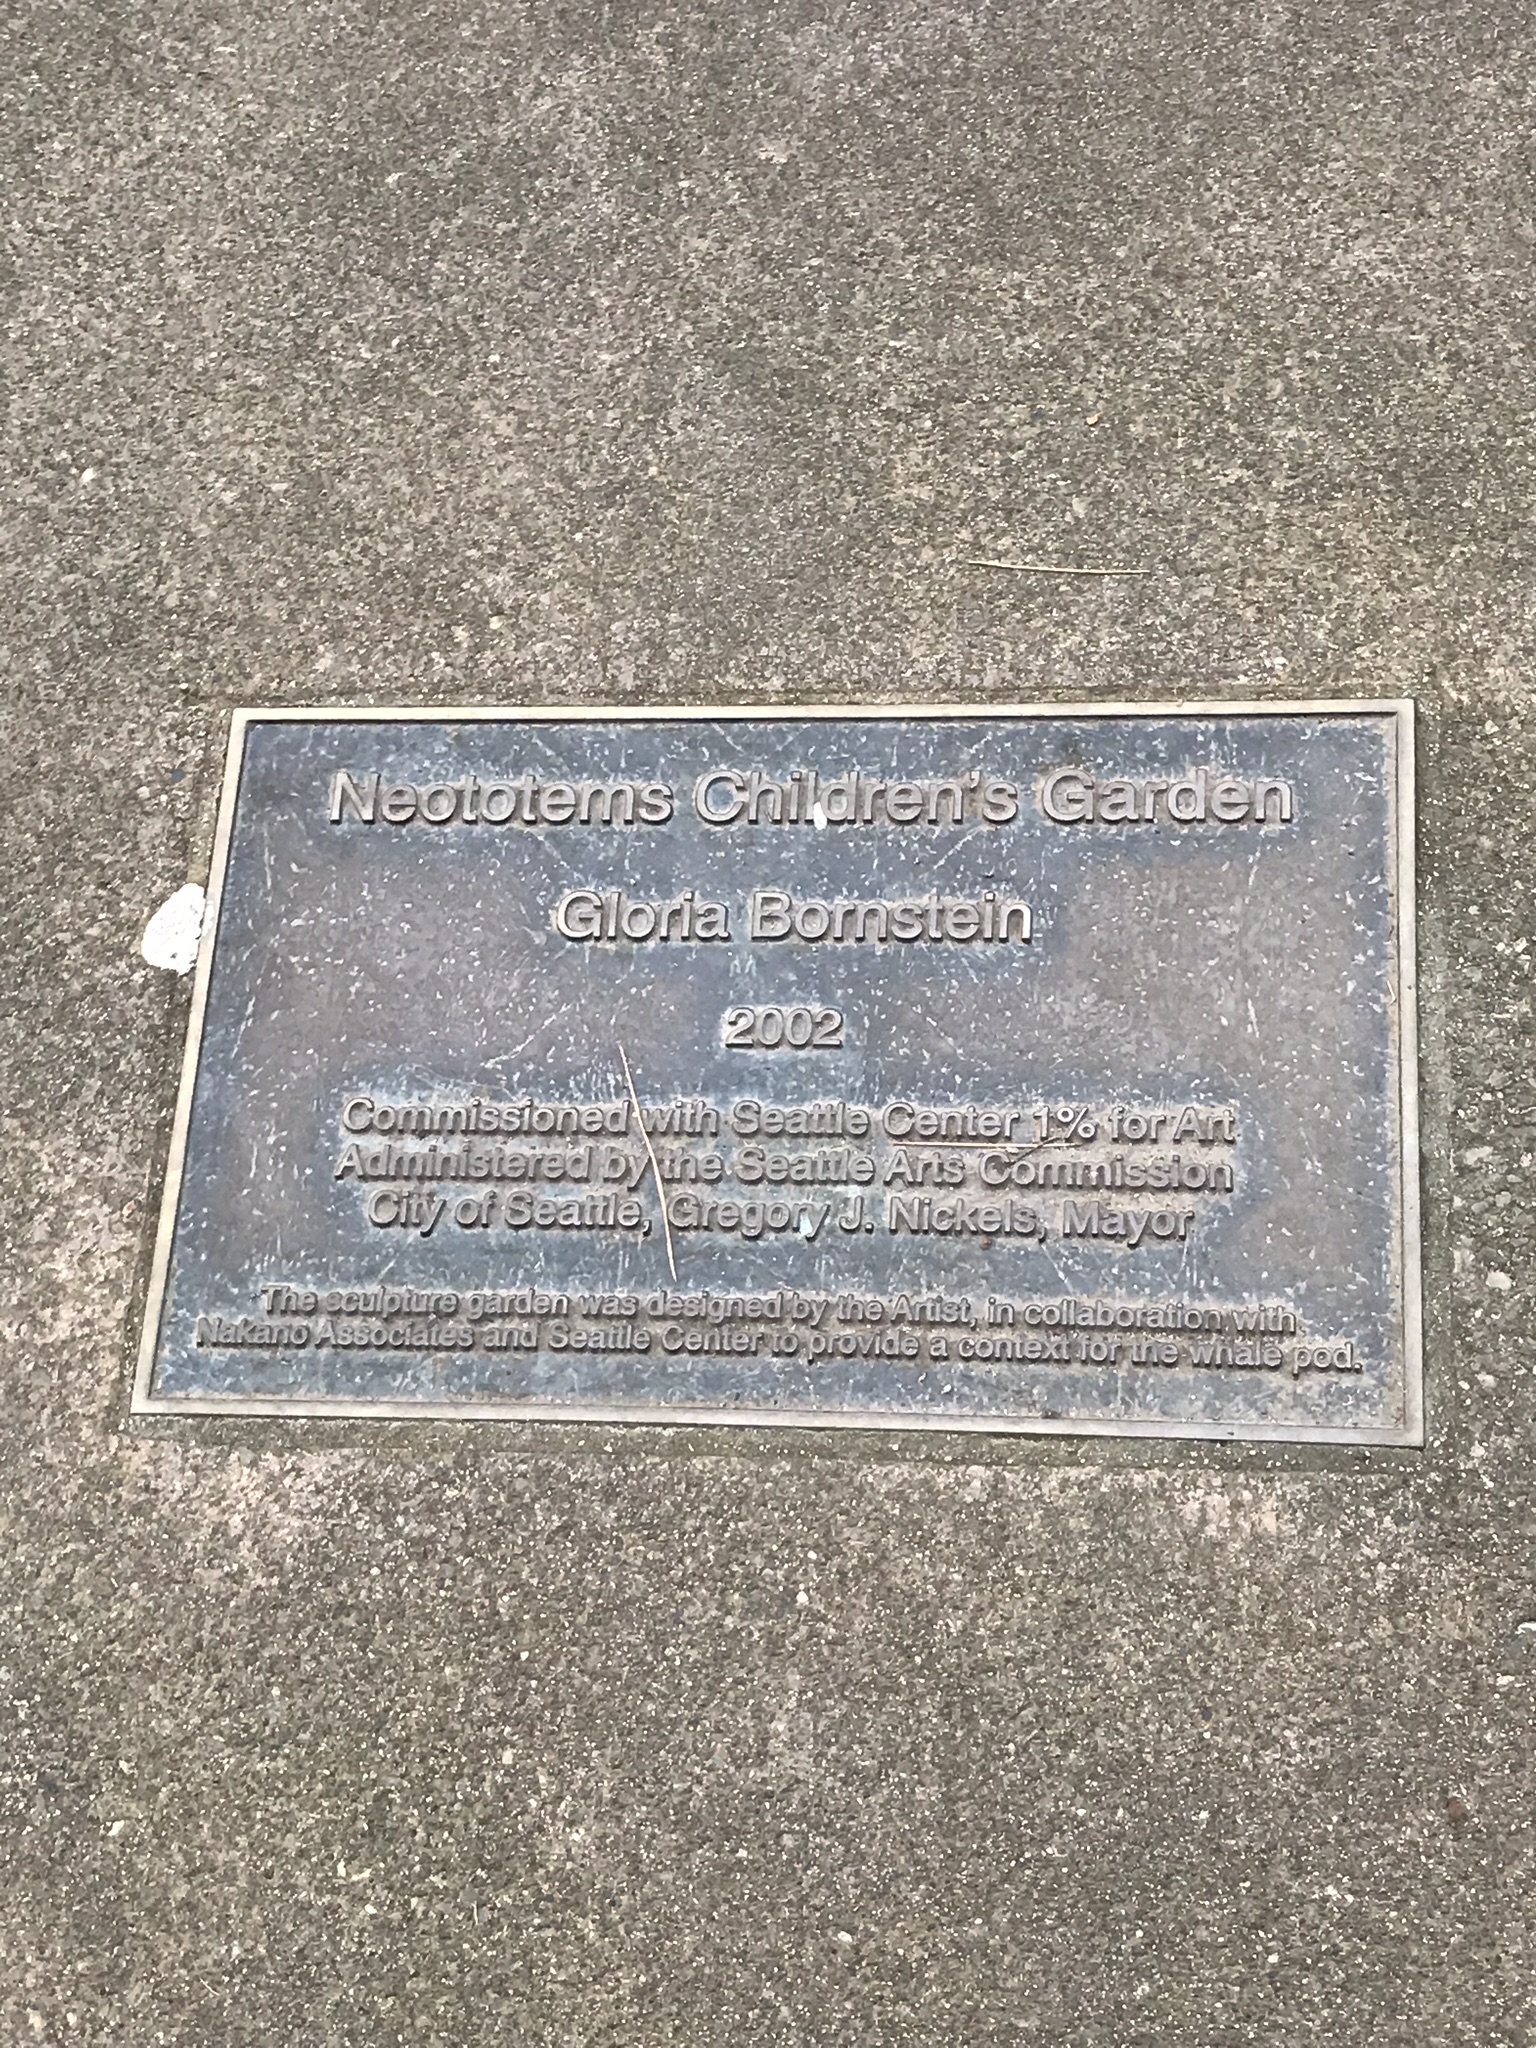 Neototems Children's Garden
Gloria Bornstein
2002
Commissioned with Seattle Center 1% for Art
Administered by the Seattle Arts Commission
City of Seattle, Gregory J. Nickels, Mayor
The sculpture garden was designed by the Artist, in collaboration with
Nakano Associates and Seattle Center to provide a context for the whale pod.